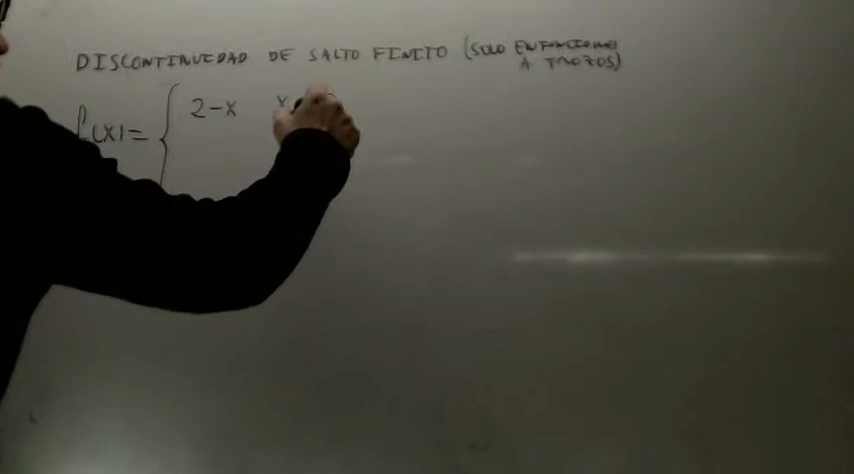 DISCONTINUIDAD DE SALTO FINITO (SOLO EN FUNCIONES
A TROZOS)
f(x)= { 2-x x